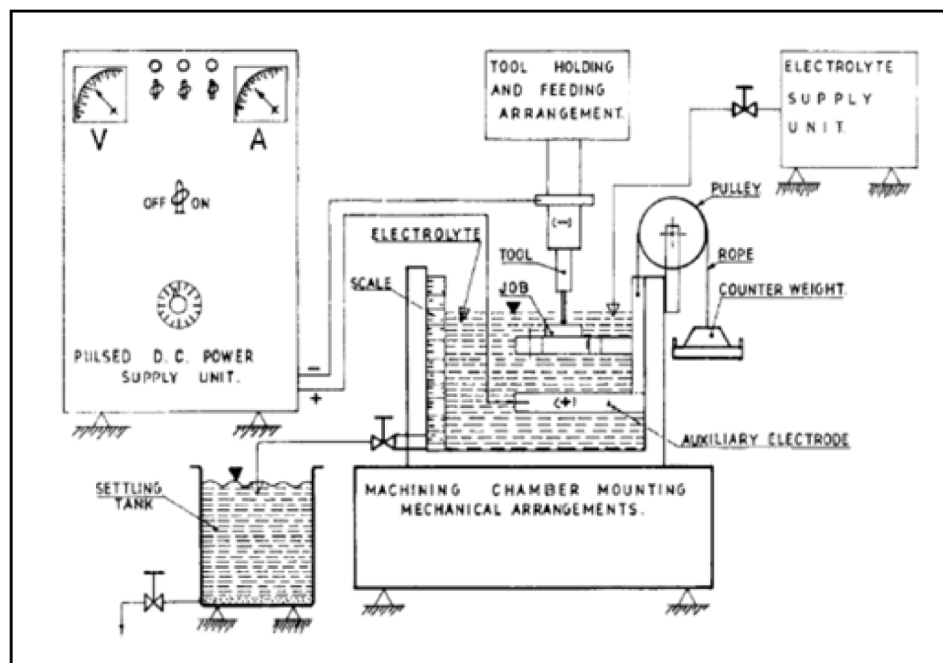 V
A
OFF ON
PULSED D.C. POWER
SUPPLY UNIT.
−
+
TOOL HOLDING
AND FEEDING
ARRANGEMENT.
(−)
ELECTROLYTE
SUPPLY
UNIT.
PULLEY
ROPE
COUNTER WEIGHT.
ELECTROLYTE
TOOL
SCALE
JOB
(+)
AUXILIARY ELECTRODE
MACHINING CHAMBER MOUNTING
MECHANICAL ARRANGEMENTS.
SETTLING
TANK